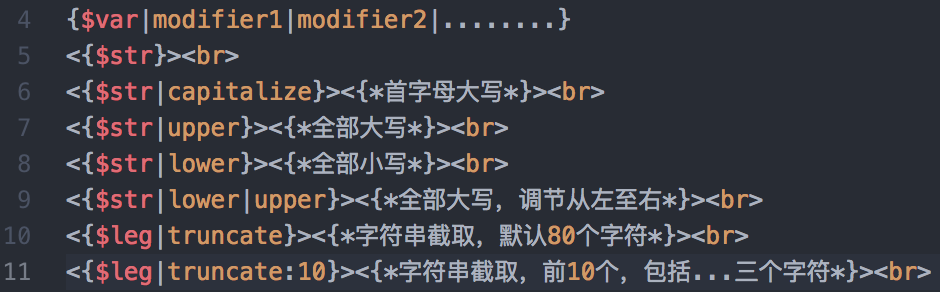 4 {$var|modifier1|modifier2|........}
5 <{$str}><br>
6 <{$str|capitalize}><{*首字母大写*}><br>
7 <{$str|upper}><{*全部大写*}><br>
8 <{$str|lower}><{*全部小写*}><br>
9 <{$str|lower|upper}><{*全部大写，调节从左至右*}><br>
10 <{$leg|truncate}><{*字符串截取，默认80个字符*}><br>
11 <{$leg|truncate:10}><{*字符串截取，前10个，包括...三个字符*}><br>